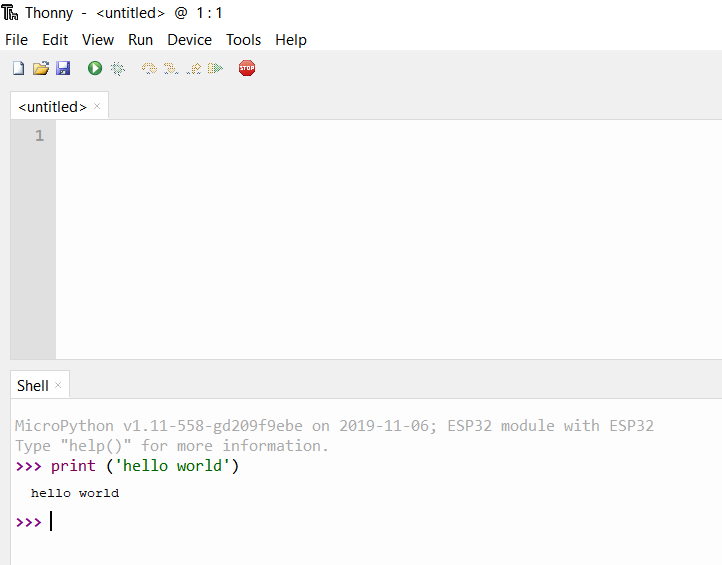 Thonny - <untitled> @ 1 : 1
File Edit View Run Device Tools Help
STOP
<untitled> ×
1
Shell ×
MicroPython v1.11-558-gd209f9ebe on 2019-11-06; ESP32 module with ESP32
Type "help()" for more information.
>>> print ('hello world')
hello world
>>>